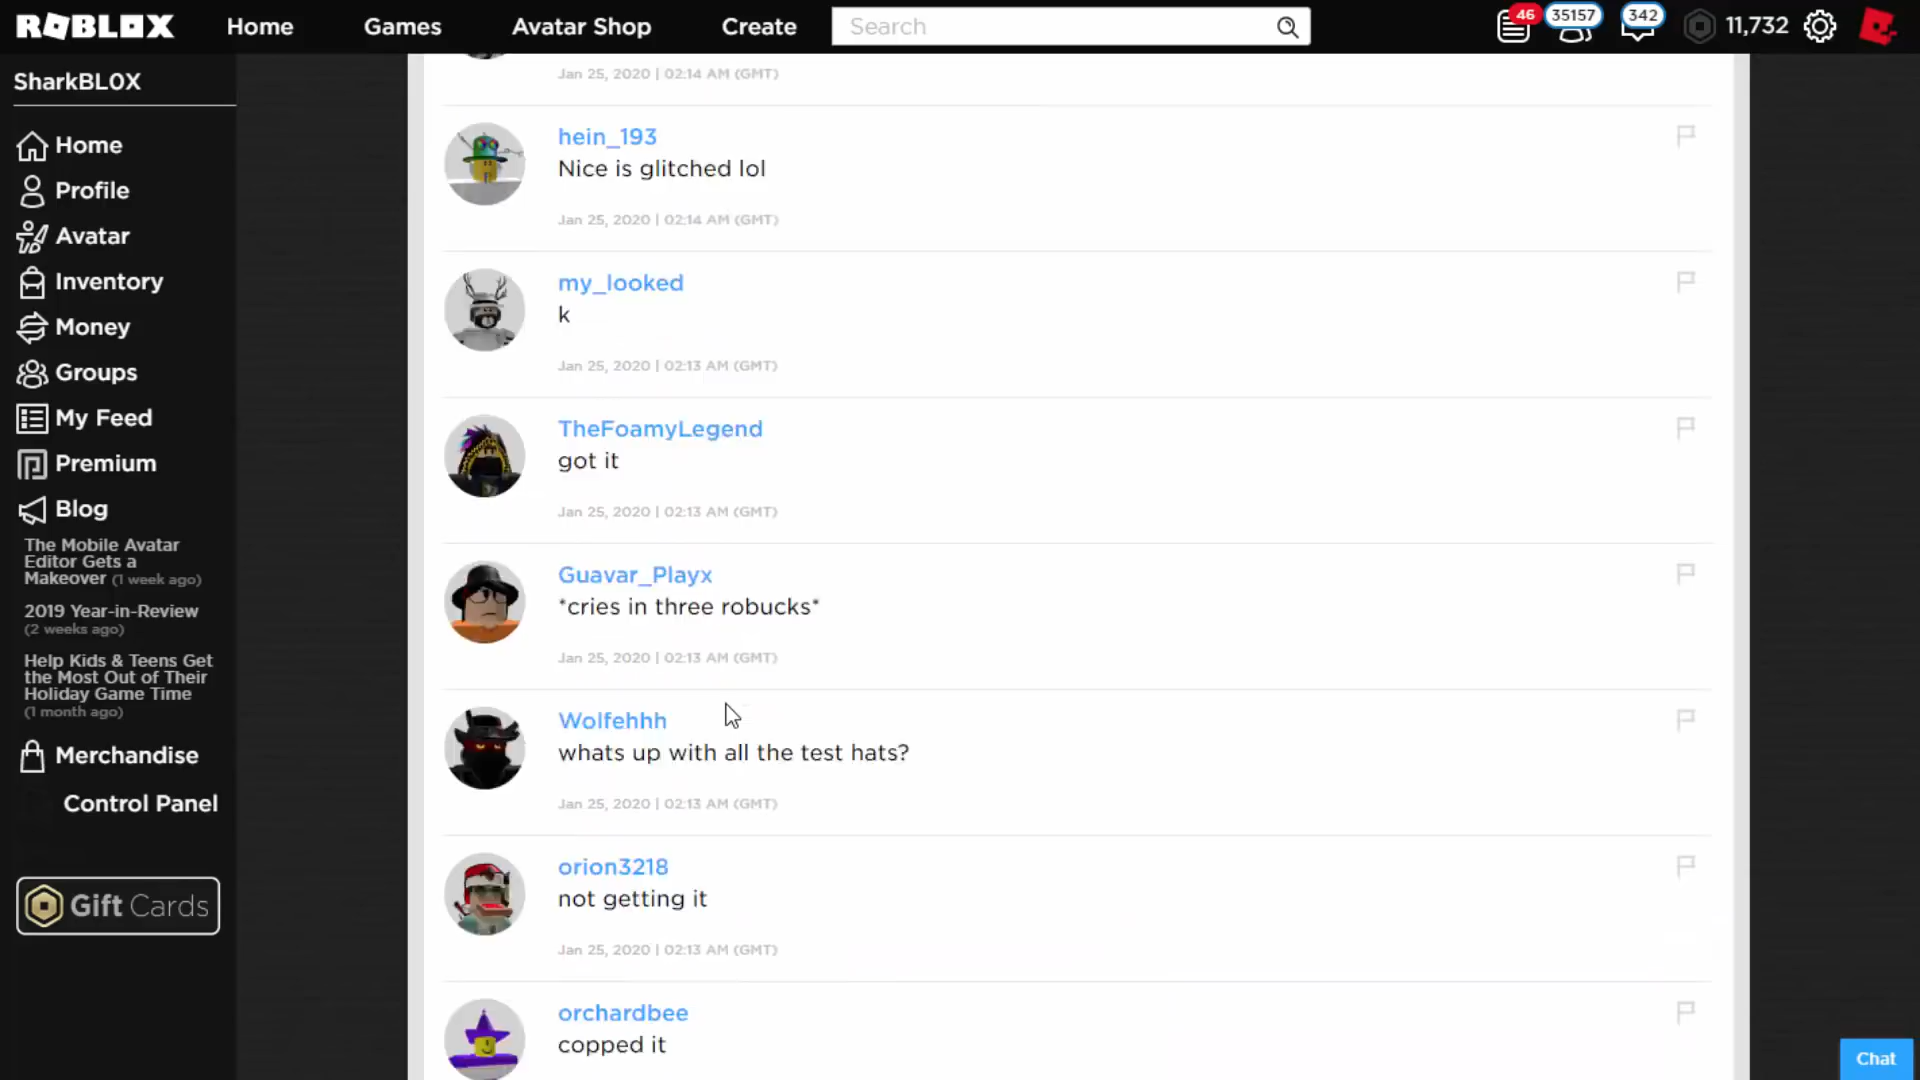 ROBLOX
Home
Games
Avatar Shop
Create
Search
46
35157
342
11,732
SharkBL0X
Home
Profile
Avatar
Inventory
Money
Groups
My Feed
Premium
Blog
The Mobile Avatar
Editor Gets a
Makeover (1 week ago)
2019 Year-in-Review
(2 weeks ago)
Help Kids & Teens Get
the Most Out of Their
Holiday Game Time
(1 month ago)
Merchandise
Control Panel
Gift Cards
Jan 25, 2020 | 02:14 AM (GMT)
hein_193
Nice is glitched lol
Jan 25, 2020 | 02:14 AM (GMT)
my_looked
k
Jan 25, 2020 | 02:13 AM (GMT)
TheFoamyLegend
got it
Jan 25, 2020 | 02:13 AM (GMT)
Guavar_Playx
*cries in three robucks*
Jan 25, 2020 | 02:13 AM (GMT)
Wolfehhh
whats up with all the test hats?
Jan 25, 2020 | 02:13 AM (GMT)
orion3218
not getting it
Jan 25, 2020 | 02:13 AM (GMT)
orchardbee
copped it
Chat